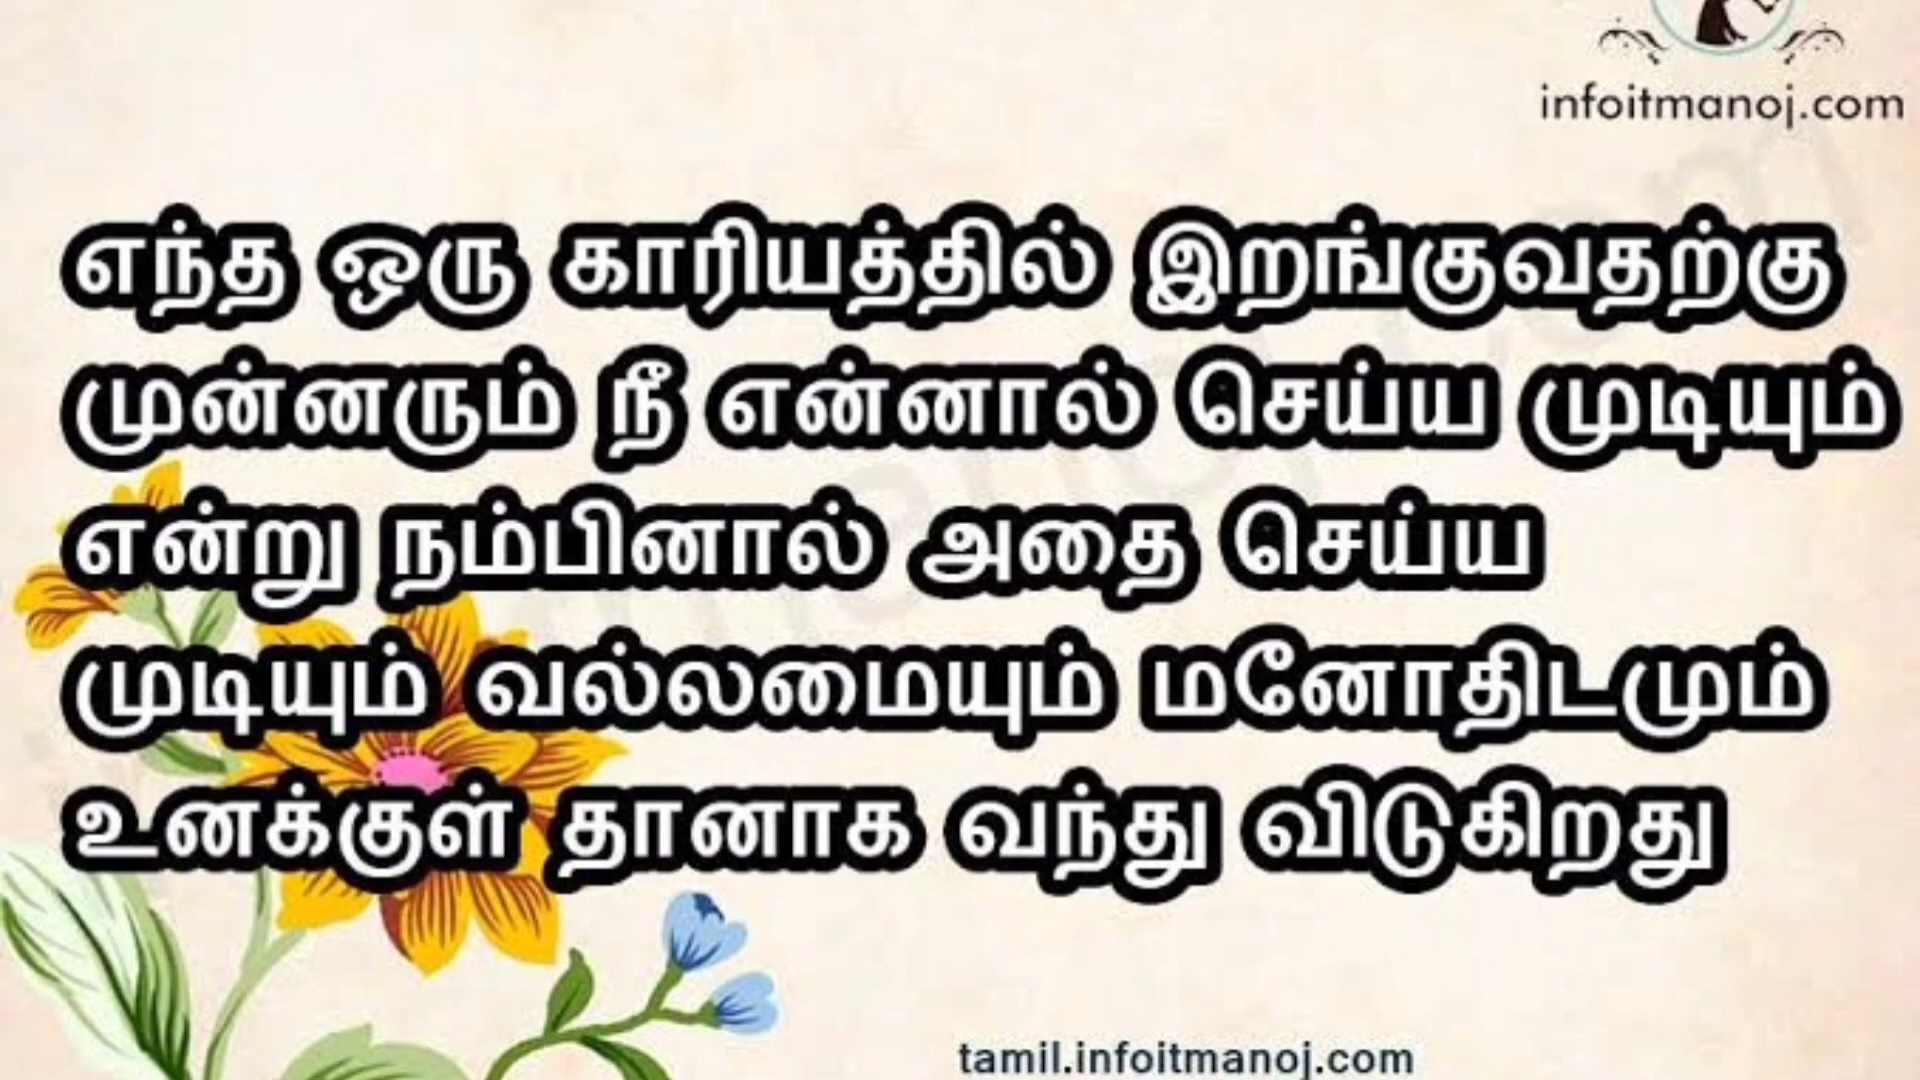 infoitmanoj.com
எந்த ஒரு காரியத்தில் இறங்குவதற்கு
முன்னரும் நீ என்னால் செய்ய முடியும்
என்று நம்பினால் அதை செய்ய
முடியும் வல்லமையும் மனோதிடமும்
உனக்குள் தானாக வந்து விடுகிறது
tamil.infoitmanoj.com